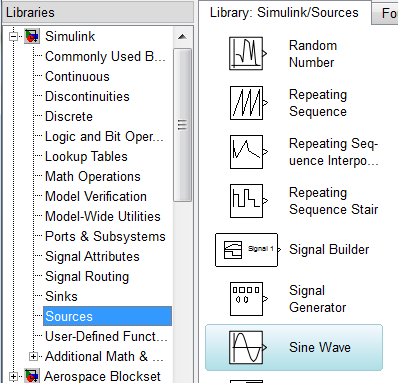 Libraries
Simulink
Commonly Used B...
Continuous
Discontinuities
Discrete
Logic and Bit Oper...
Lookup Tables
Math Operations
Model Verification
Model-Wide Utilities
Ports & Subsystems
Signal Attributes
Signal Routing
Sinks
Sources
User-Defined Funct...
Additional Math & ...
Aerospace Blockset
Library: Simulink/Sources
Fou
Random
Number
Repeating
Sequence
Repeating Seq-
uence Interpo...
Repeating
Sequence Stair
Signal 1
Signal Builder
Signal
Generator
Sine Wave